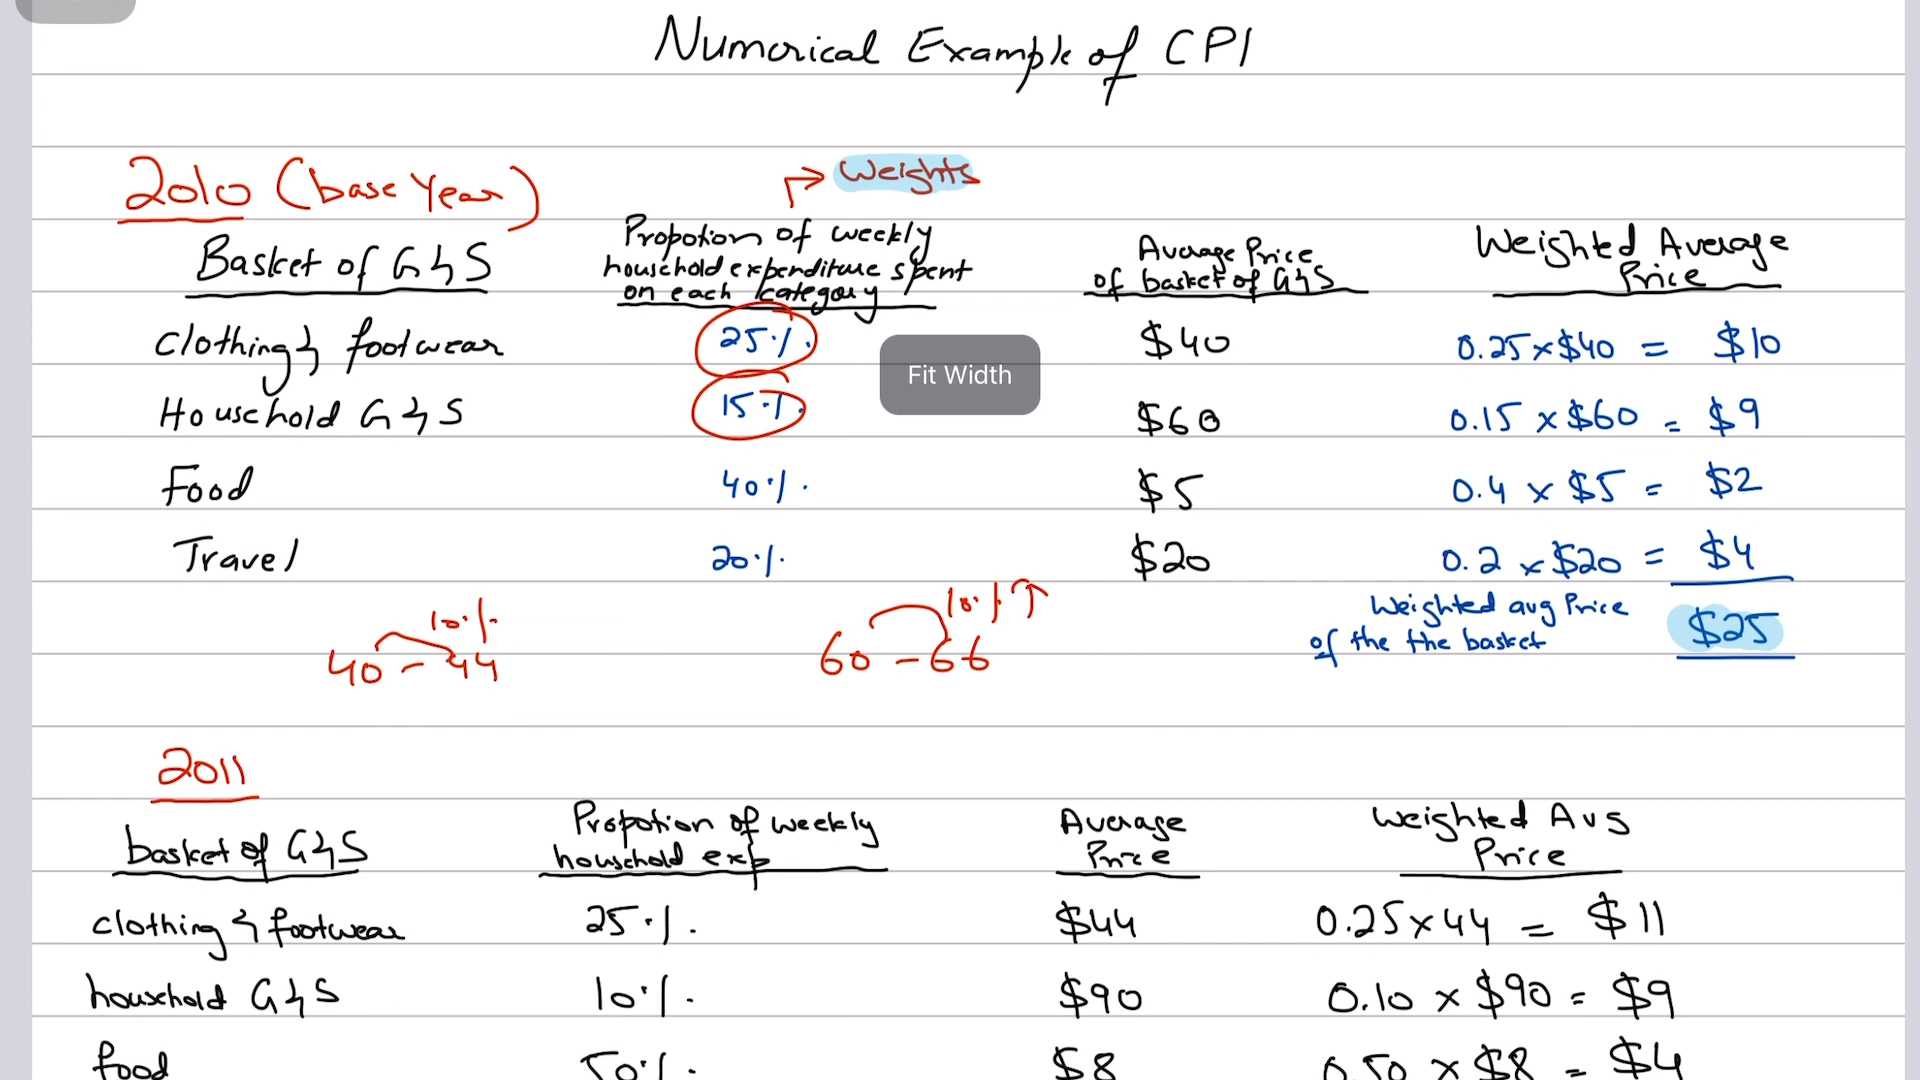 Numerical Example of CPI
2010 (base Year)
Weights
Basket of G & S
Propotion of weekly
household expenditure spent
on each category
Average Price
of basket of G & S
Weighted Average
Price
Clothing & footwear 25% $40 0.25 x $40 = $10
Fit Width
Household G & S 15% $60 0.15 x $60 = $9
Food 40% $5 0.4 x $5 = $2
Travel 20% $20 0.2 x $20 = $4
10%
10% ↑
40 - 44
60 - 66
Weighted avg Price
of the the basket
$25
2011
basket of G & S
Propotion of weekly
household exp
Average
Price
Weighted Avg
Price
clothing & footwear 25% $44 0.25 x 44 = $11
household G & S 10% $90 0.10 x $90 = $9
food 50% $8 0.50 x $8 = $4